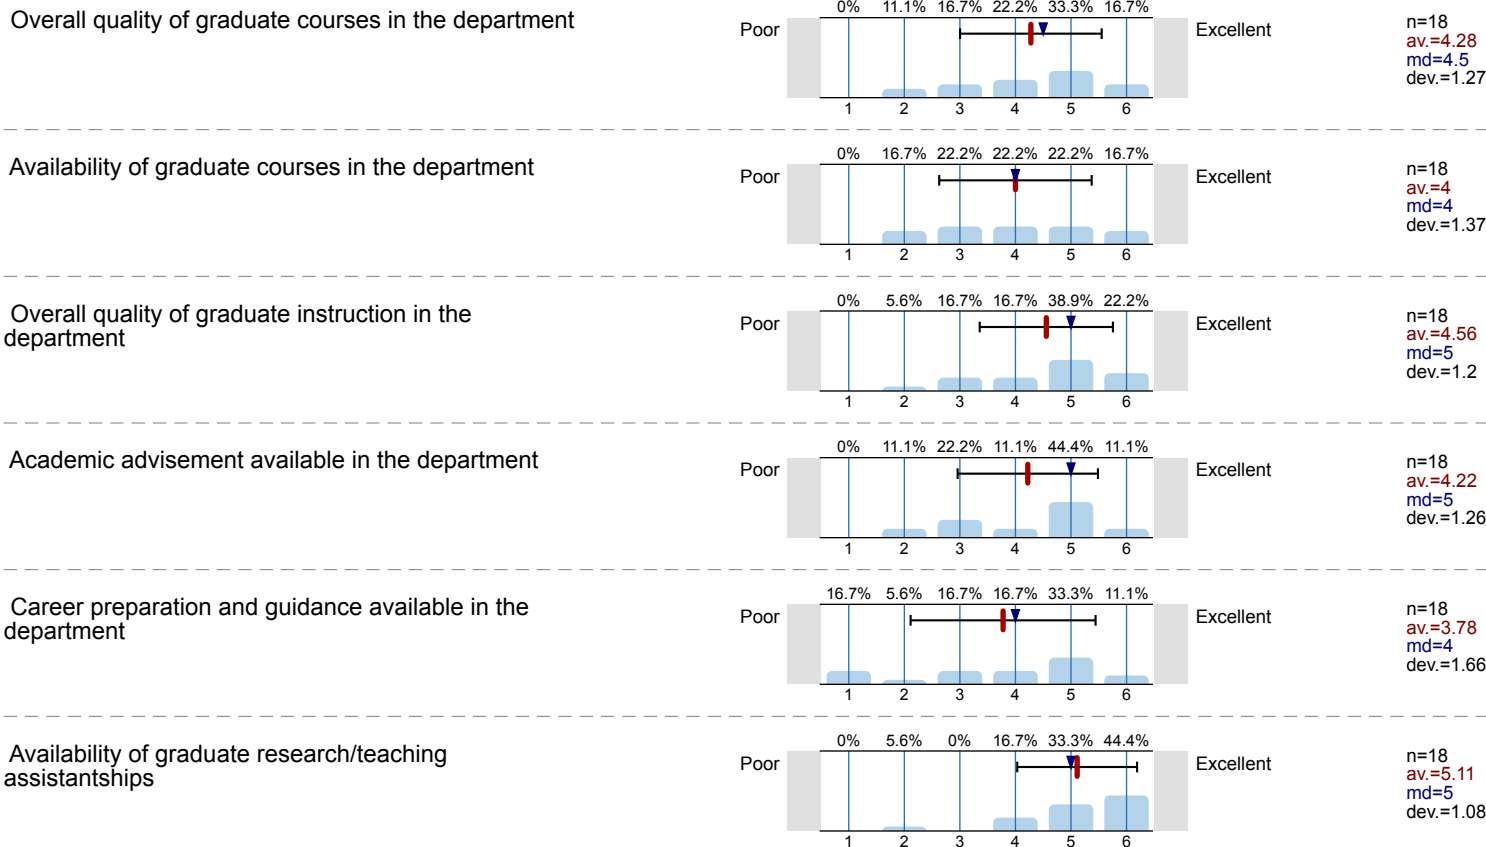 Overall quality of graduate courses in the department
0% 11.1% 16.7% 22.2% 33.3% 16.7%
Poor
Excellent
n=18
av.=4.28
md=4.5
dev.=1.27
1 2 3 4 5 6
Availability of graduate courses in the department
0% 16.7% 22.2% 22.2% 22.2% 16.7%
Poor
Excellent
n=18
av.=4
md=4
dev.=1.37
1 2 3 4 5 6
Overall quality of graduate instruction in the
department
0% 5.6% 16.7% 16.7% 38.9% 22.2%
Poor
Excellent
n=18
av.=4.56
md=5
dev.=1.2
1 2 3 4 5 6
Academic advisement available in the department
0% 11.1% 22.2% 11.1% 44.4% 11.1%
Poor
Excellent
n=18
av.=4.22
md=5
dev.=1.26
1 2 3 4 5 6
Career preparation and guidance available in the
department
16.7% 5.6% 16.7% 16.7% 33.3% 11.1%
Poor
Excellent
n=18
av.=3.78
md=4
dev.=1.66
1 2 3 4 5 6
Availability of graduate research/teaching
assistantships
0% 5.6% 0% 16.7% 33.3% 44.4%
Poor
Excellent
n=18
av.=5.11
md=5
dev.=1.08
1 2 3 4 5 6